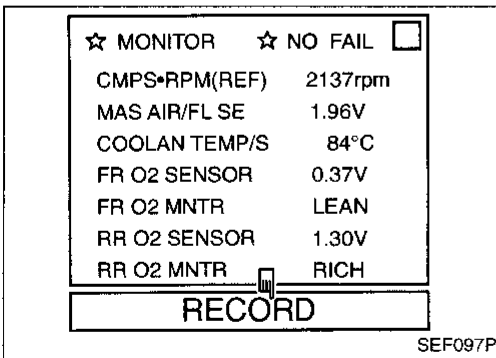 ☆ MONITOR ☆ NO FAIL
CMPS•RPM(REF) 2137rpm
MAS AIR/FL SE 1.96V
COOLAN TEMP/S 84°C
FR O2 SENSOR 0.37V
FR O2 MNTR LEAN
RR O2 SENSOR 1.30V
RR O2 MNTR RICH
RECORD
SEF097P